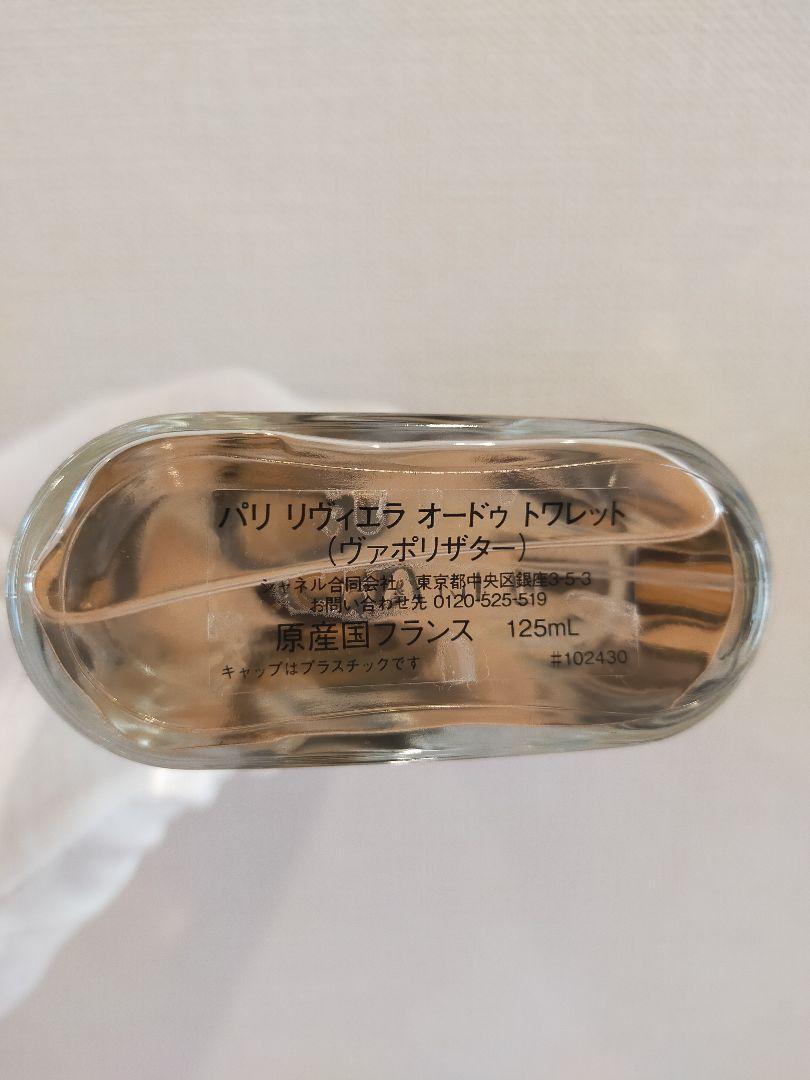 パリ リヴィエラ オードゥ トワレット
（ヴァポリザター）
シャネル合同会社 東京都中央区銀座3-5-3
お問い合わせ先 0120-525-519
原産国フランス 125mL
キャップはプラスチックです #102430